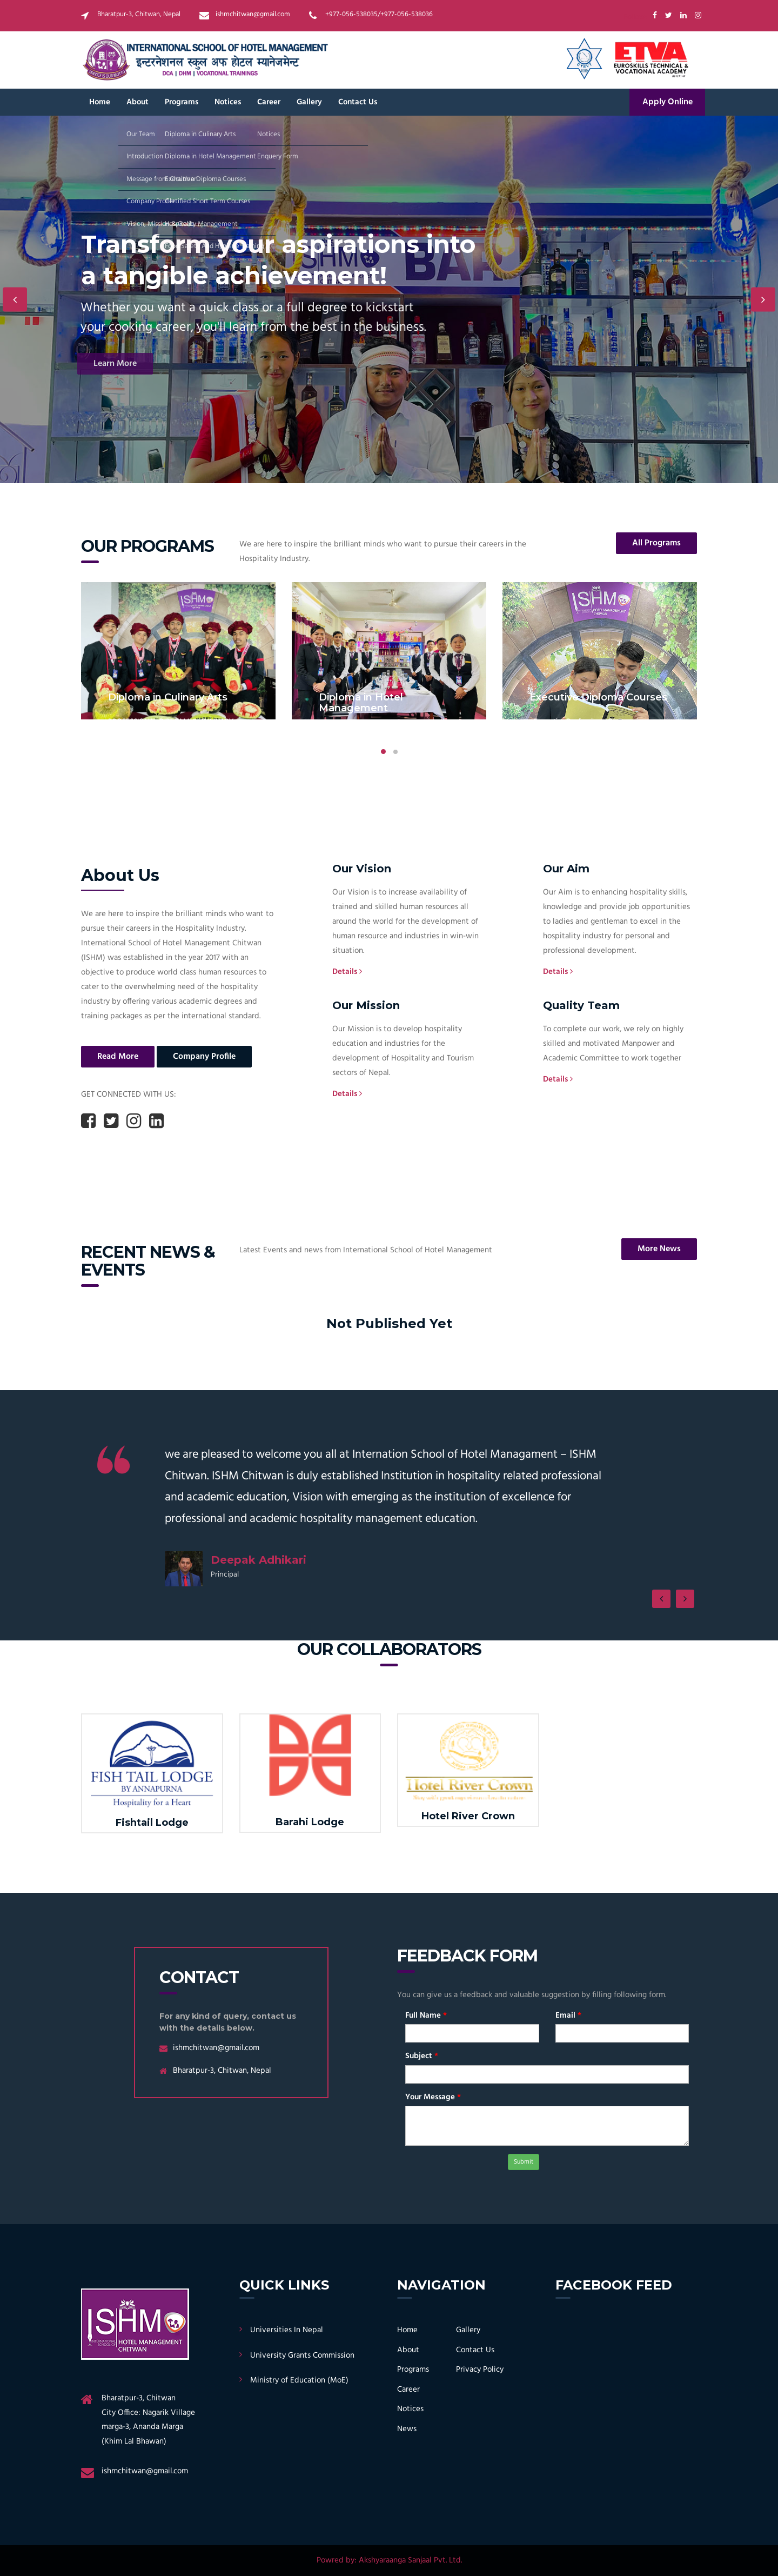 Bharatpur-3, Chitwan, Nepal
ishmchitwan@gmail.com
+977-056-538035/+977-056-538036
INTERNATIONAL SCHOOL OF HOTEL MANAGEMENT
इन्टरनेशनल स्कुल अफ होटल म्यानेजमेन्ट
DCA | DHM | VOCATIONAL TRAININGS
ETVA
EUROSKILLS TECHNICAL &
VOCATIONAL ACADEMY
Home
About
Programs
Notices
Career
Gallery
Contact Us
Apply Online
Our Team
Diploma in Culinary Arts
Notices
Introduction
Diploma in Hotel Management
Enquery Form
Message from
Executive Diploma Courses
Company Profile
Certified Short Term Courses
Vision, Mission
Hospitality Management
BAR
Transform your aspirations into
a tangible achievement!
Whether you want a quick class or a full degree to kickstart
your cooking career, you'll learn from the best in the business.
Learn More
OUR PROGRAMS
We are here to inspire the brilliant minds who want to pursue their careers in the
Hospitality Industry.
All Programs
ISHM
Diploma in Culinary Arts
Diploma in Hotel
Management
ISHM
Executive Diploma Courses
About Us
We are here to inspire the brilliant minds who want to
pursue their careers in the Hospitality Industry.
International School of Hotel Management Chitwan
(ISHM) was established in the year 2017 with an
objective to produce world class human resources to
cater to the overwhelming need of the hospitality
industry by offering various academic degrees and
training packages as per the international standard.
Read More
Company Profile
GET CONNECTED WITH US:
Our Vision
Our Vision is to increase availability of
trained and skilled human resources all
around the world for the development of
human resource and industries in win-win
situation.
Details
Our Aim
Our Aim is to enhancing hospitality skills,
knowledge and provide job opportunities
to ladies and gentleman to excel in the
hospitality industry for personal and
professional development.
Details
Our Mission
Our Mission is to develop hospitality
education and industries for the
development of Hospitality and Tourism
sectors of Nepal.
Details
Quality Team
To complete our work, we rely on highly
skilled and motivated Manpower and
Academic Committee to work together
Details
RECENT NEWS &
EVENTS
Latest Events and news from International School of Hotel Management
More News
Not Published Yet
we are pleased to welcome you all at Internation School of Hotel Managament – ISHM
Chitwan. ISHM Chitwan is duly established Institution in hospitality related professional
and academic education, Vision with emerging as the institution of excellence for
professional and academic hospitality management education.
Deepak Adhikari
Principal
OUR COLLABORATORS
FISH TAIL LODGE
BY ANNAPURNA
Hospitality for a Heart
Fishtail Lodge
Barahi Lodge
Hotel River Crown
Hotel River Crown
CONTACT
For any kind of query, contact us
with the details below.
ishmchitwan@gmail.com
Bharatpur-3, Chitwan, Nepal
FEEDBACK FORM
You can give us a feedback and valuable suggestion by filling following form.
Full Name *
Email *
Subject *
Your Message *
Submit
ISHM
INTERNATIONAL
SCHOOL OF
HOTEL MANAGEMENT
CHITWAN
Bharatpur-3, Chitwan
City Office: Nagarik Village
marga-3, Ananda Marga
(Khim Lal Bhawan)
ishmchitwan@gmail.com
QUICK LINKS
Universities In Nepal
University Grants Commission
Ministry of Education (MoE)
NAVIGATION
Home
About
Programs
Career
Notices
News
Gallery
Contact Us
Privacy Policy
FACEBOOK FEED
Powred by: Akshyaraanga Sanjaal Pvt. Ltd.